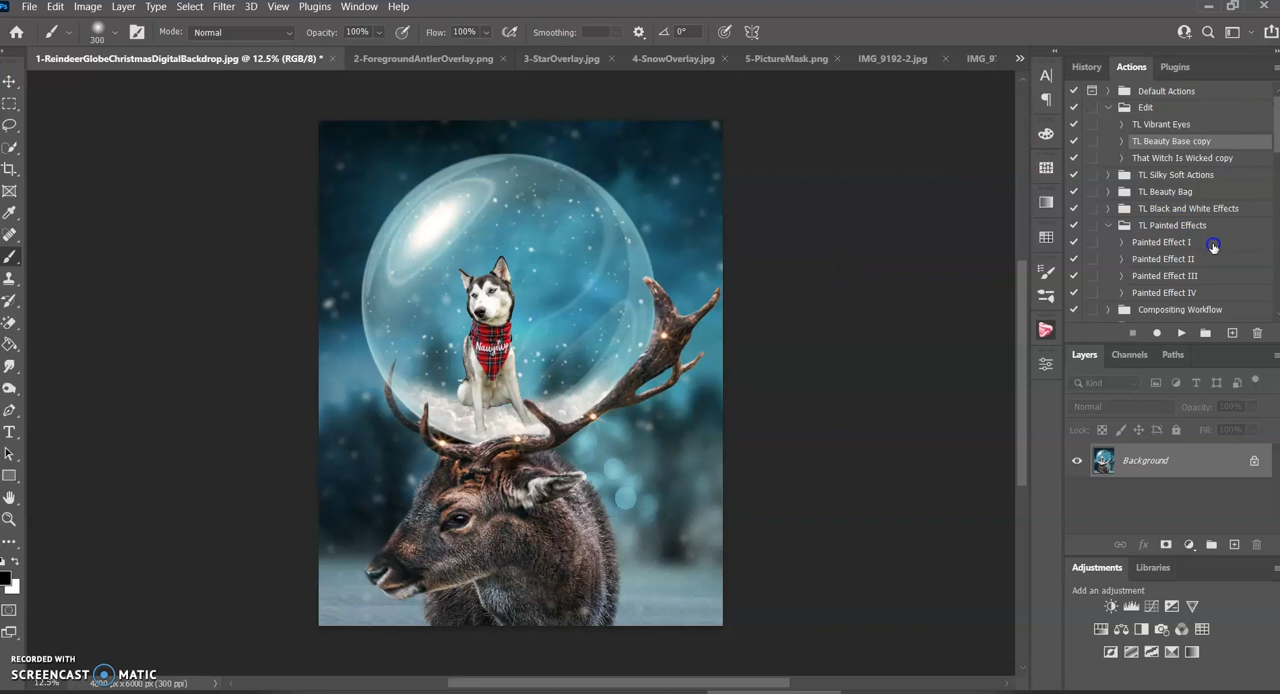 Ps File Edit Image Layer Type Select Filter 3D View Plugins Window Help
300 Mode: Normal Opacity: 100% Flow: 100% Smoothing: 0°
1-ReindeerGlobeChristmasDigitalBackdrop.jpg @ 12.5% (RGB/8) * × 2-ForegroundAntlerOverlay.png × 3-StarOverlay.jpg × 4-SnowOverlay.jpg × 5-PictureMask.png × IMG_9192-2.jpg ×
History Actions Plugins
Default Actions
Edit
TL Vibrant Eyes
TL Beauty Base copy
That Witch Is Wicked copy
TL Silky Soft Actions
TL Beauty Bag
TL Black and White Effects
TL Painted Effects
Painted Effect I
Painted Effect II
Painted Effect III
Painted Effect IV
Compositing Workflow
Naughty
Layers Channels Paths
Kind
Normal Opacity: 100%
Lock: Fill: 100%
Background
fx
Adjustments Libraries
Add an adjustment
RECORDED WITH
SCREENCAST MATIC